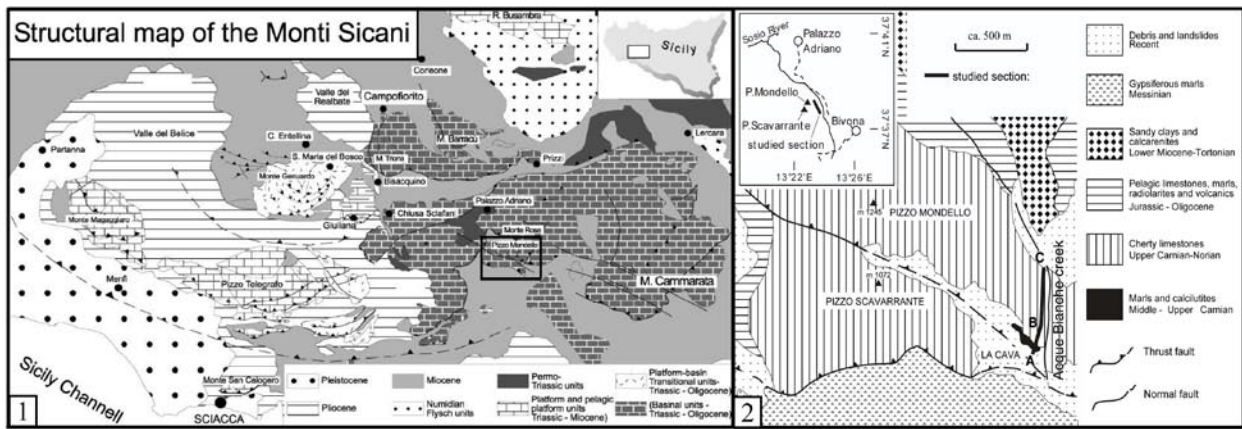 Structural map of the Monti Sicani
R. Busambra
Sicily
Corleone
Valle del
Realbate
Campofiorito
Valle del Belice
C. Entellina
M. Barracu
Lercara
Partanna
S. Maria del Bosco
M. Triona
Prizzi
Monte Genuardo
Bisacquino
Palazzo Adriano
Monte Magaggiaro
Giuliana
Chiusa Sclafani
Monte Rose
Pizzo Mondello
Menfi
Pizzo Telegrafo
M. Cammarata
Sicily Channell
Monte San Calogero
SCIACCA
Pleistocene
Pliocene
Miocene
Numidian
Flysch units
Permo-
Triassic units
Platform and pelagic
platform units
Triassic - Miocene)
Platform-basin
Transitional units-
Triassic - Oligocene)
(Basinal units -
Triassic - Oligocene)
1
Sosio River
Palazzo
Adriano
37°41'N
P.Mondello
P.Scavarrante
studied section
Bivona
37°37'N
13°22'E
13°26'E
ca. 500 m
studied section:
PIZZO MONDELLO
m 1245
m 1072
PIZZO SCAVARRANTE
C
B
A
LA CAVA
Acque Bianche creek
2
Debris and landslides
Recent
Gypsiferous marls
Messinian
Sandy clays and
calcarenites
Lower Miocene-Tortonian
Pelagic limestones, marls,
radiolarites and volcanics
Jurassic - Oligocene
Cherty limestones
Upper Carnian-Norian
Marls and calcilutites
Middle - Upper Carnian
Thrust fault
Normal fault